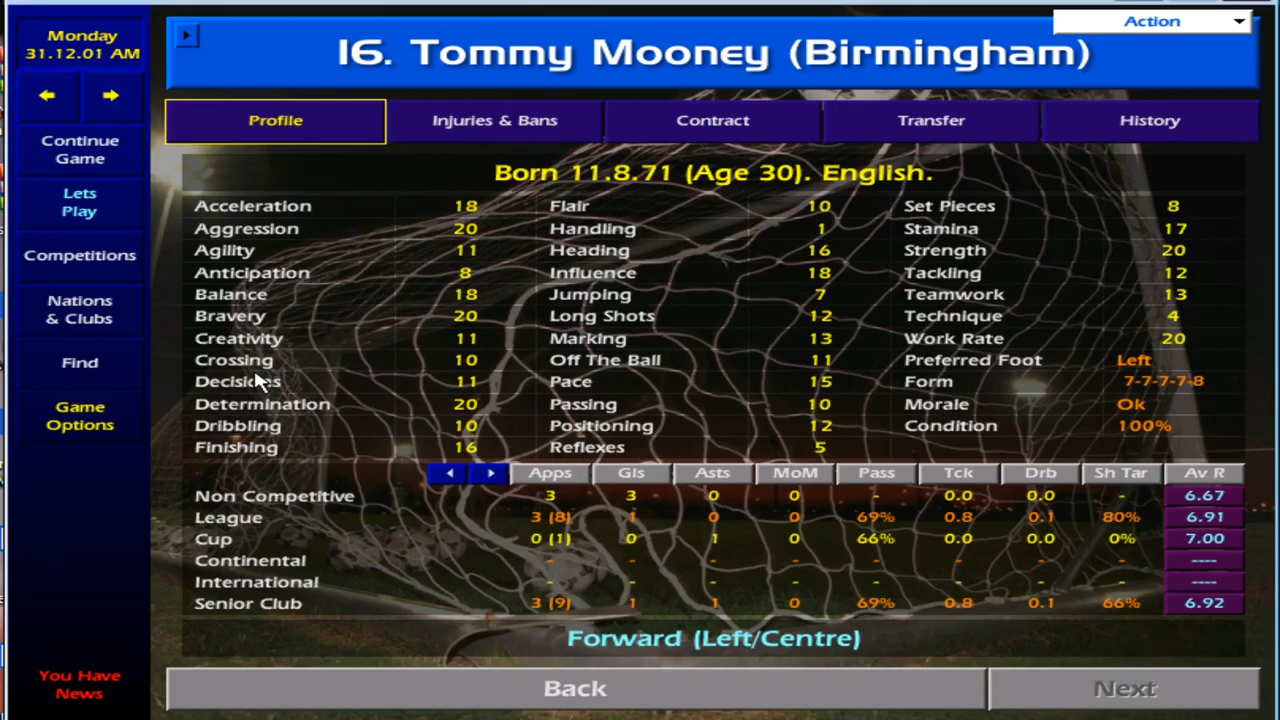 Monday
31.12.01 AM
Action
16. Tommy Mooney (Birmingham)
Profile Injuries & Bans Contract Transfer History
Continue
Game
Lets
Play
Competitions
Nations
& Clubs
Find
Game
Options
You Have
News
Born 11.8.71 (Age 30). English.
Acceleration 18 Flair 10 Set Pieces 8
Aggression 20 Handling 1 Stamina 17
Agility 11 Heading 16 Strength 20
Anticipation 8 Influence 18 Tackling 12
Balance 18 Jumping 7 Teamwork 13
Bravery 20 Long Shots 12 Technique 4
Creativity 11 Marking 13 Work Rate 20
Crossing 10 Off The Ball 11 Preferred Foot Left
Decisions 11 Pace 15 Form 7-7-7-7-8
Determination 20 Passing 10 Morale Ok
Dribbling 10 Positioning 12 Condition 100%
Finishing 16 Reflexes 5
Apps Gls Asts MoM Pass Tck Drb Sh Tar Av R
Non Competitive 3 3 0 0 - 0.0 0.0 - 6.67
League 3 (8) 1 0 0 69% 0.8 0.1 80% 6.91
Cup 0 (1) 0 1 0 66% 0.0 0.0 0% 7.00
Continental - - - - - - - - ----
International - - - - - - - - ----
Senior Club 3 (9) 1 1 0 69% 0.8 0.1 66% 6.92
Forward (Left/Centre)
Back Next